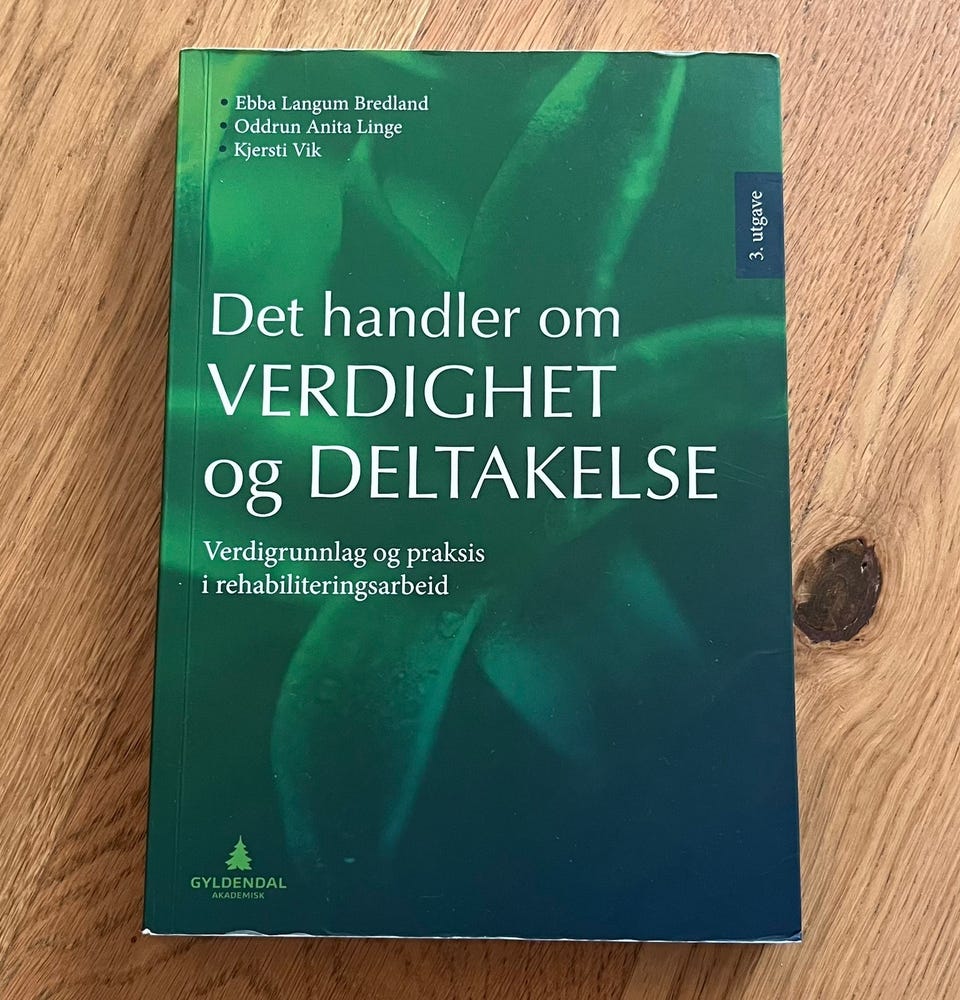 Ebba Langum Bredland
Oddrun Anita Linge
Kjersti Vik
3. utgave
Det handler om
VERDIGHET
og DELTAKELSE
Verdigrunnlag og praksis
i rehabiliteringsarbeid
GYLDENDAL
AKADEMISK